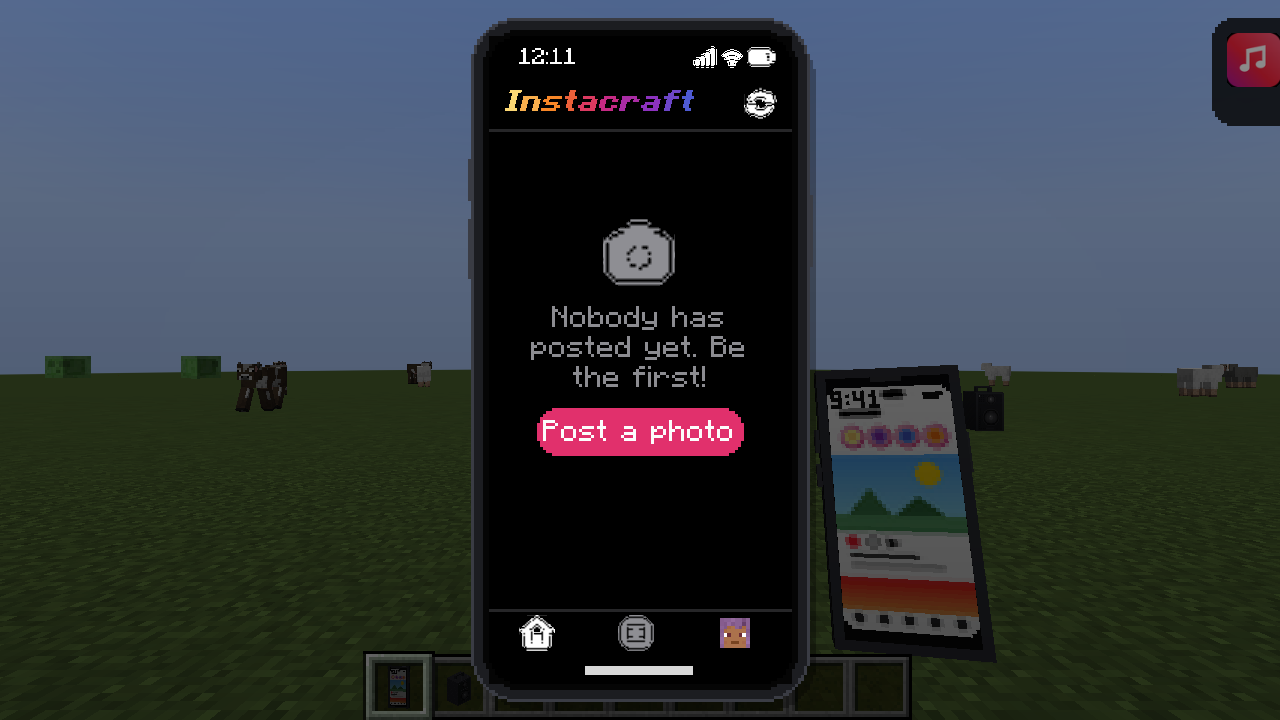 12:11
Instacraft
Nobody has
posted yet. Be
the first!
Post a photo
9:41